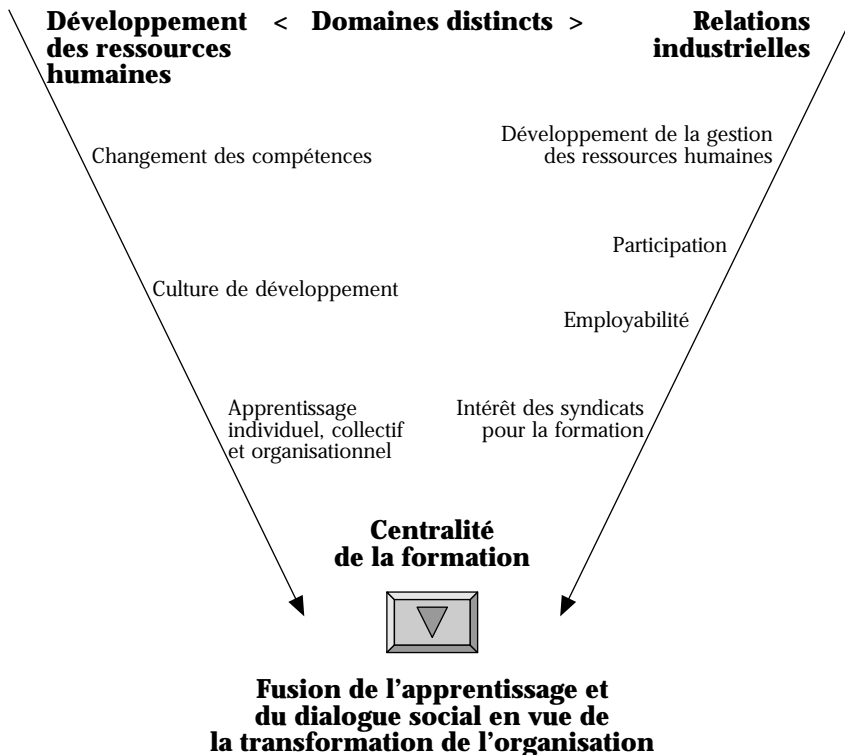 Développement < Domaines distincts > Relations
des ressources industrielles
humaines
Développement de la gestion
des ressources humaines
Changement des compétences
Participation
Culture de développement
Employabilité
Apprentissage
individuel, collectif
et organisationnel
Intérêt des syndicats
pour la formation
Centralité
de la formation
Fusion de l’apprentissage et
du dialogue social en vue de
la transformation de l’organisation